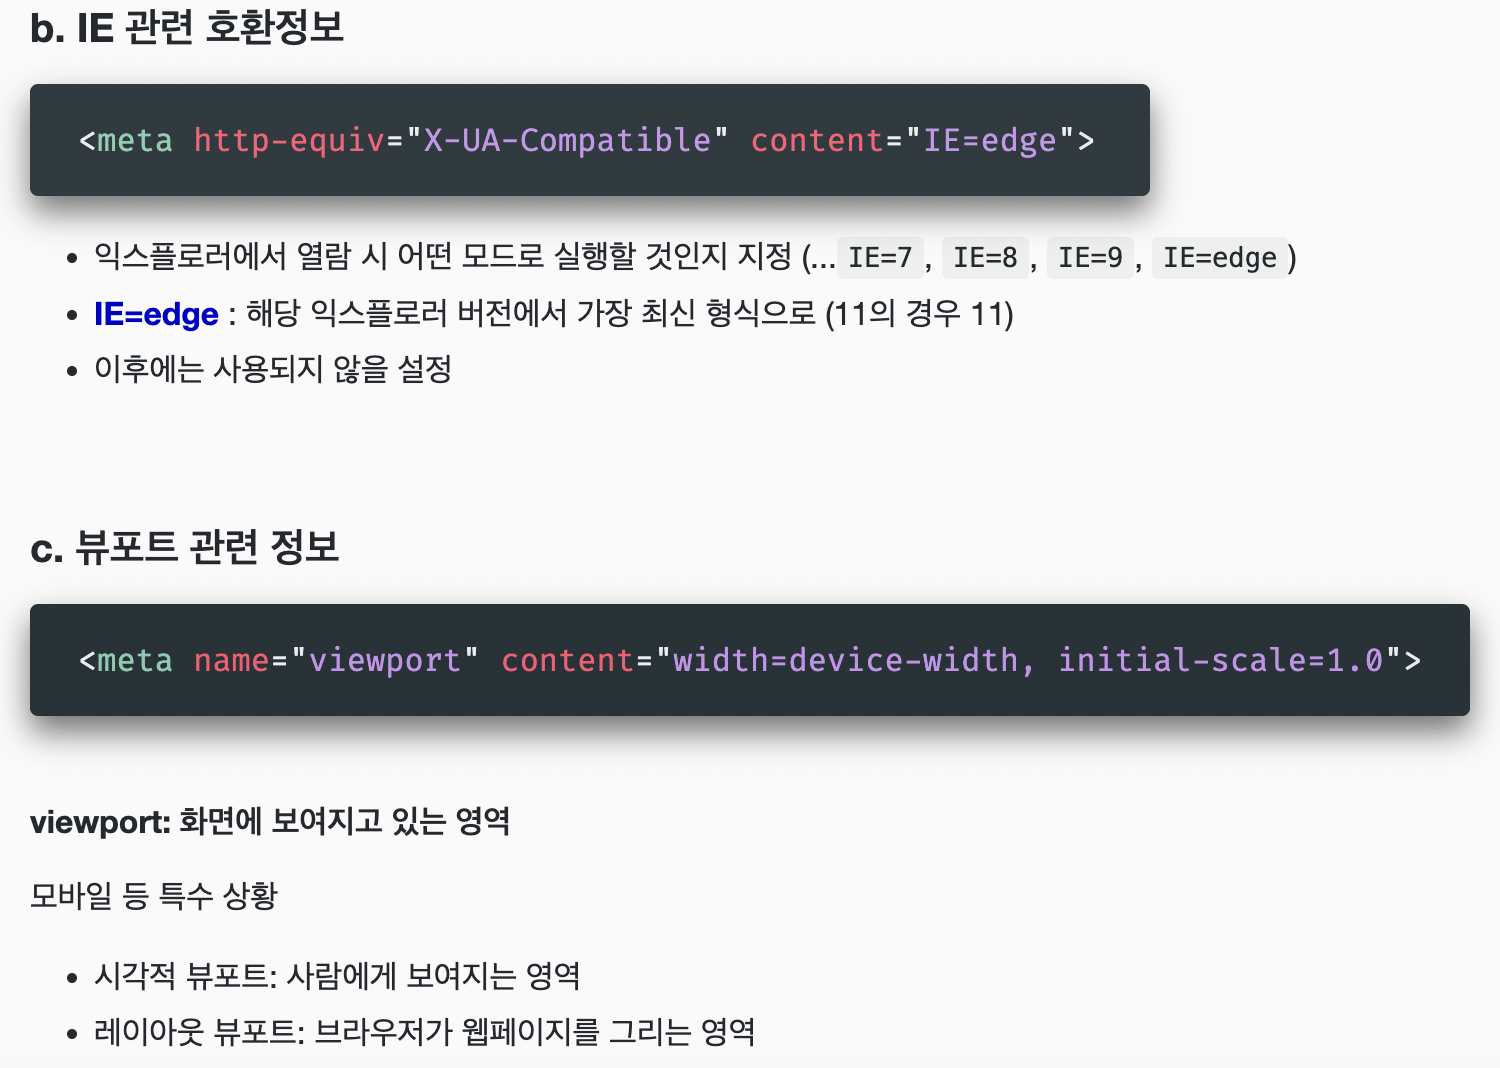 b. IE 관련 호환정보
<meta http-equiv="X-UA-Compatible" content="IE=edge">
• 익스플로러에서 열람 시 어떤 모드로 실행할 것인지 지정 (... IE=7 , IE=8 , IE=9 , IE=edge )
• IE=edge : 해당 익스플로러 버전에서 가장 최신 형식으로 (11의 경우 11)
• 이후에는 사용되지 않을 설정
c. 뷰포트 관련 정보
<meta name="viewport" content="width=device-width, initial-scale=1.0">
viewport: 화면에 보여지고 있는 영역
모바일 등 특수 상황
• 시각적 뷰포트: 사람에게 보여지는 영역
• 레이아웃 뷰포트: 브라우저가 웹페이지를 그리는 영역